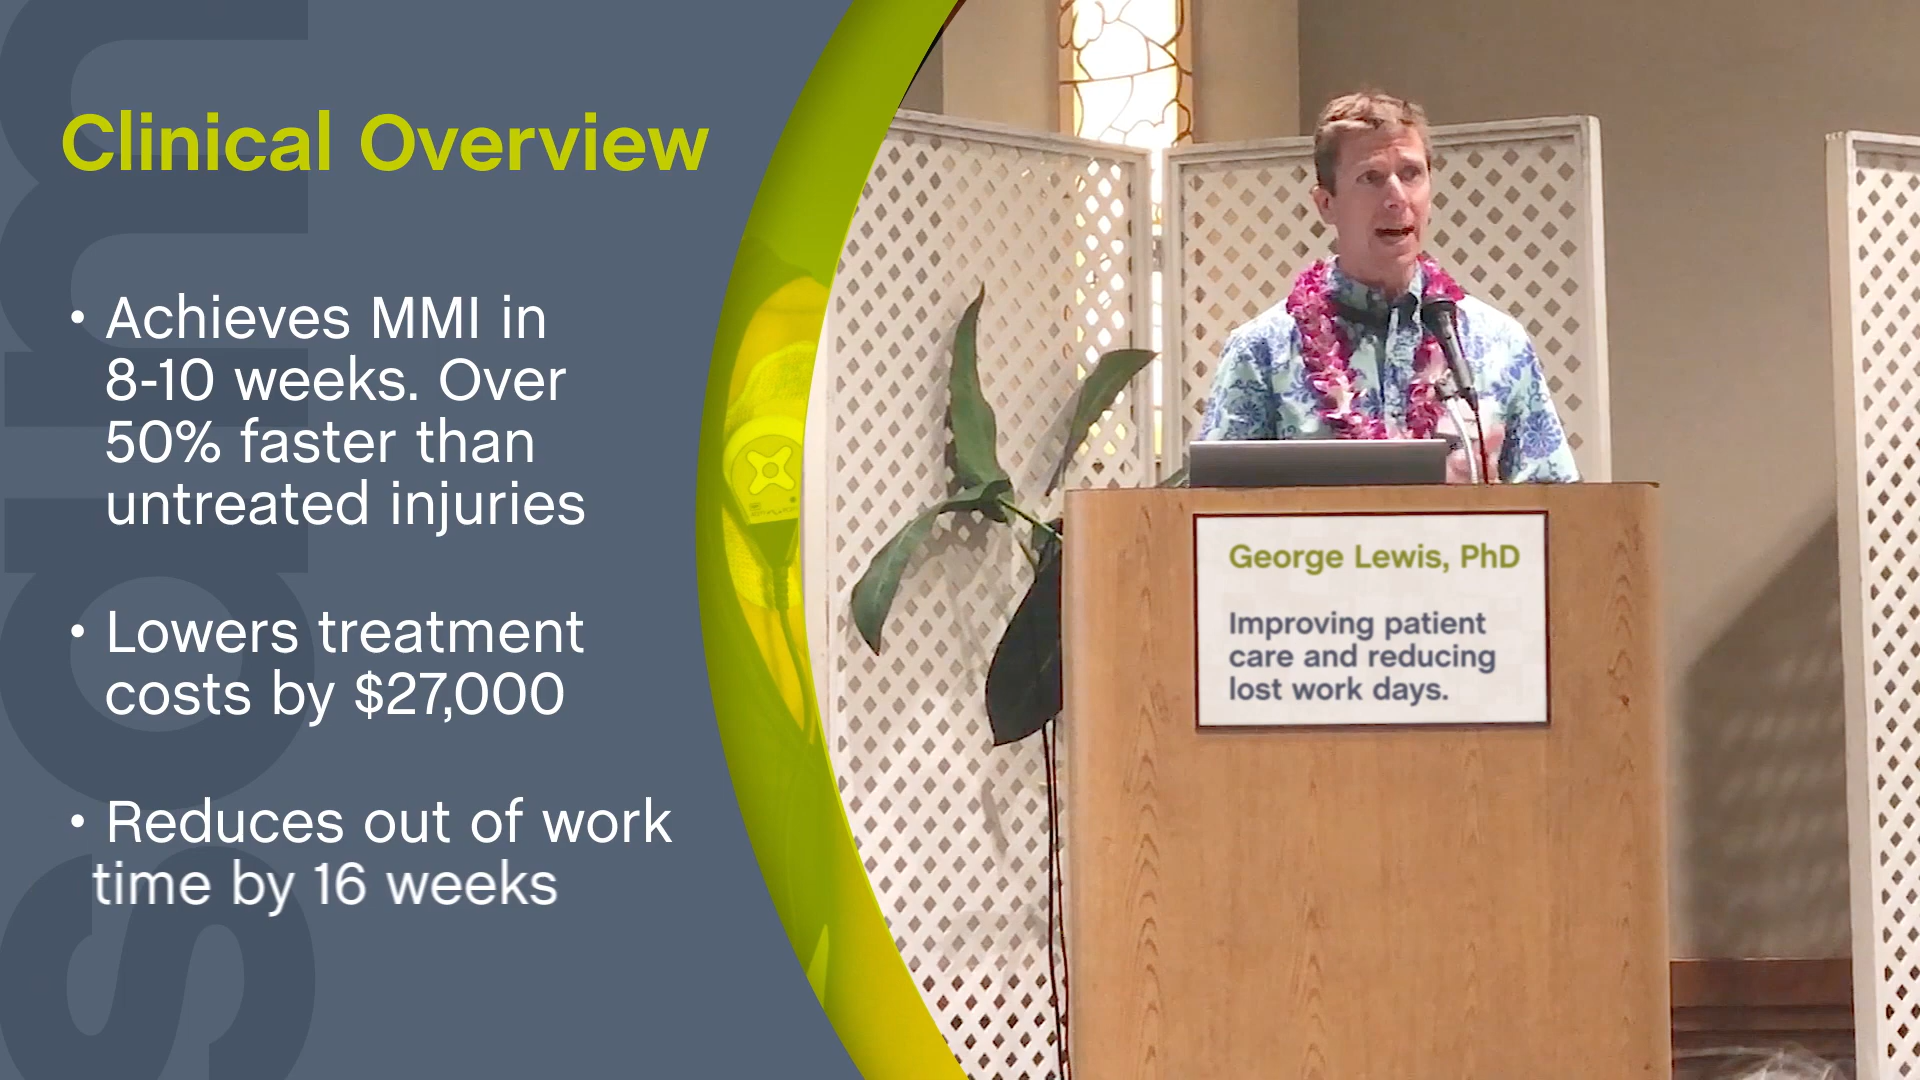 Clinical Overview
• Achieves MMI in
8-10 weeks. Over
50% faster than
untreated injuries
• Lowers treatment
costs by $27,000
• Reduces out of work
time by 16 weeks
sam
George Lewis, PhD
Improving patient
care and reducing
lost work days.